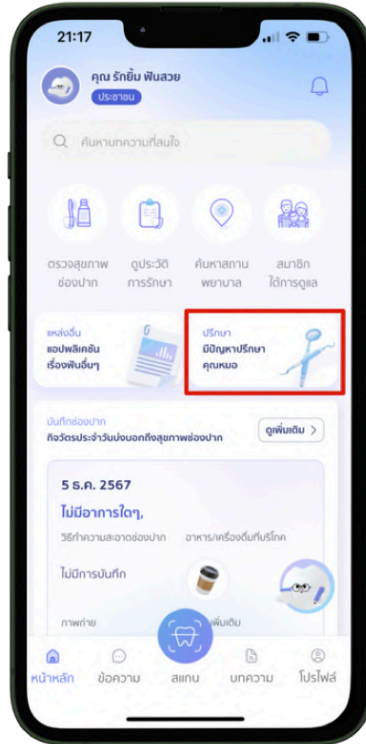 21:17
คุณ รักยิ้ม ฟันสวย
ประชาชน
ค้นหาบทความที่สนใจ
ตรวจสุขภาพ
ช่องปาก
ดูประวัติ
การรักษา
ค้นหาสถาน
พยาบาล
สมาชิก
ใต้การดูแล
แหล่งอื่น
แอปพลิเคชัน
เรื่องฟันอื่นๆ
ปรึกษา
มีปัญหาปรึกษา
คุณหมอ
บันทึกช่องปาก
กิจวัตรประจำวันบ่งบอกถึงสุขภาพช่องปาก
ดูเพิ่มเติม >
5 ธ.ค. 2567
ไม่มีอาการใดๆ,
วิธีทำความสะอาดช่องปาก
อาหาร/เครื่องดื่มที่บริโภค
ไม่มีการบันทึก
ภาพถ่าย
เพิ่มเติม
หน้าหลัก
ข้อความ
สแกน
บทความ
โปรไฟล์